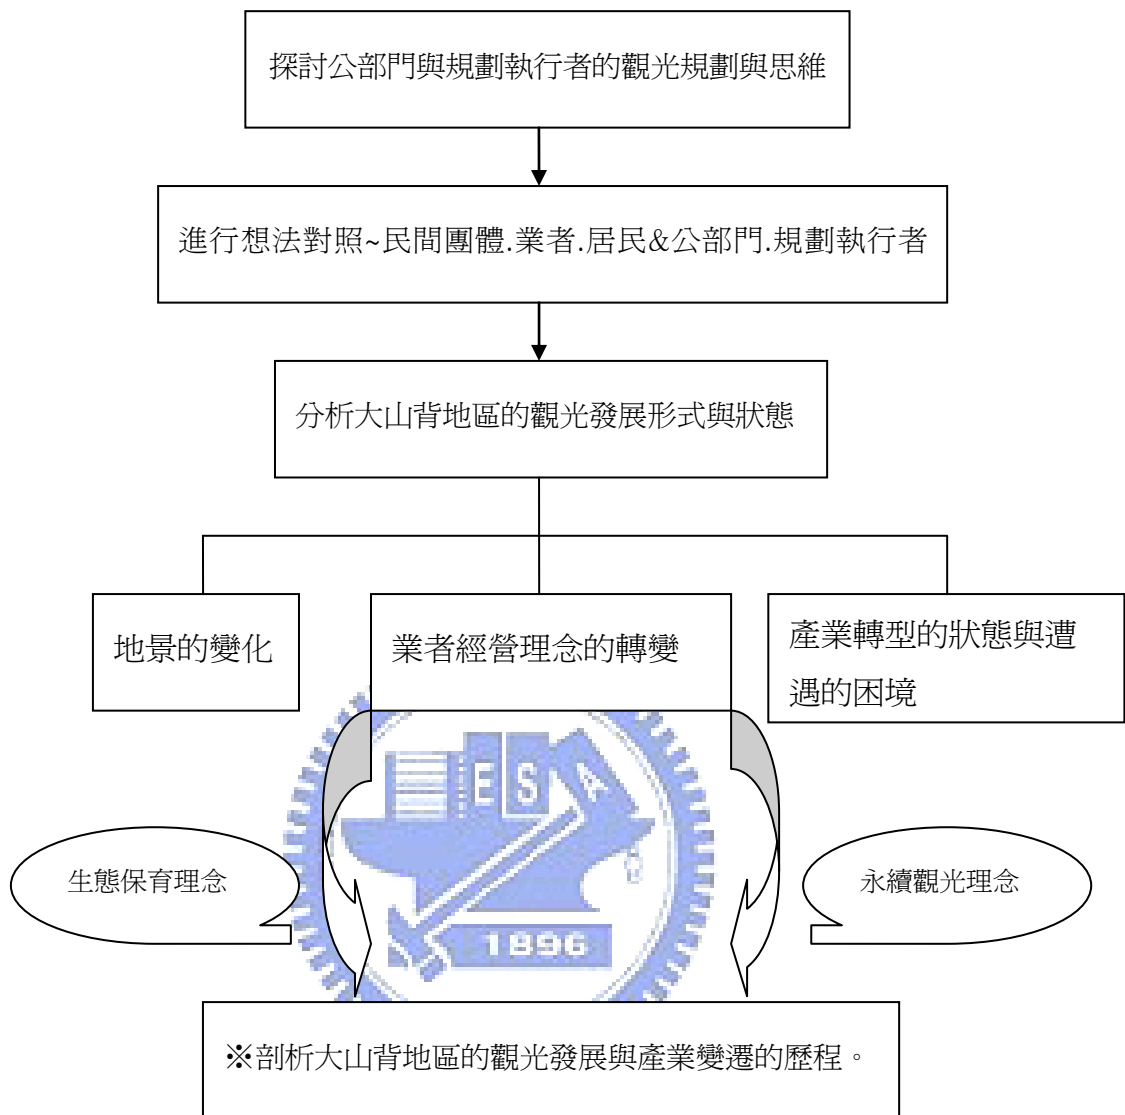 探討公部門與規劃執行者的觀光規劃與思維
進行想法對照~民間團體.業者.居民&公部門.規劃執行者
分析大山背地區的觀光發展形式與狀態
地景的變化
業者經營理念的轉變
產業轉型的狀態與遭
遇的困境
ESA
生態保育理念
永續觀光理念
1896
※剖析大山背地區的觀光發展與產業變遷的歷程。